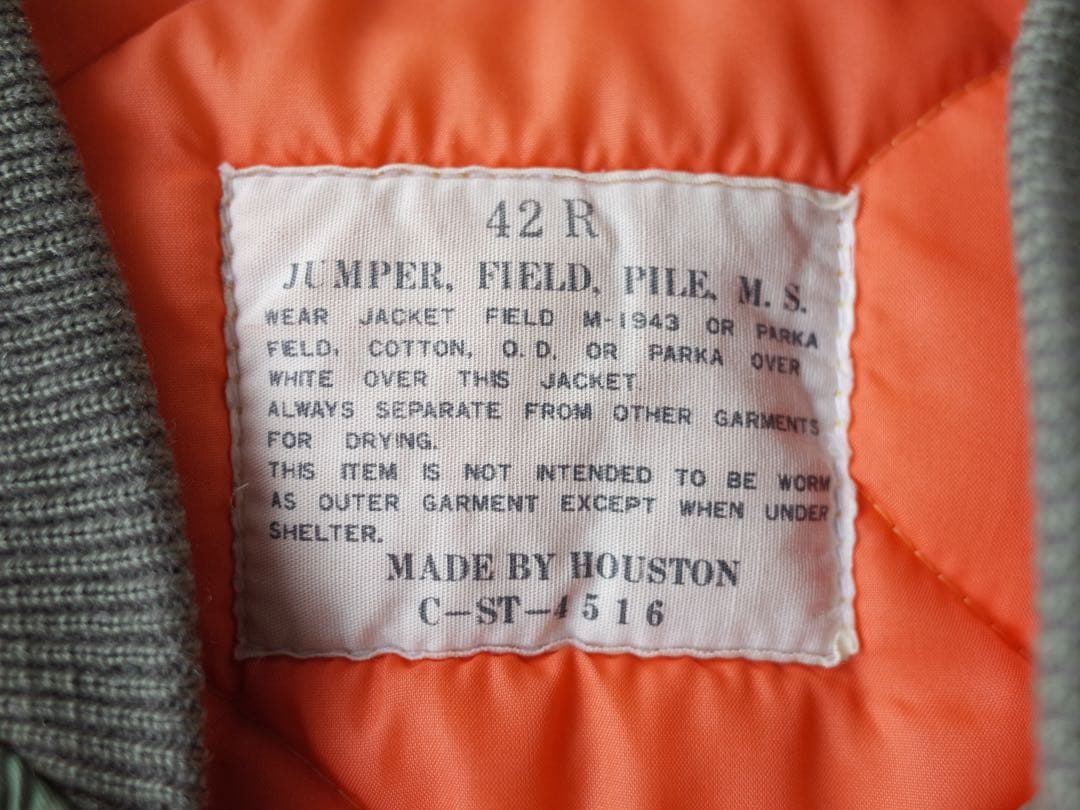 42 R
JUMPER, FIELD, PILE, M. S.
WEAR JACKET FIELD M-1943 OR PARKA
FIELD, COTTON, O. D. OR PARKA OVER
WHITE OVER THIS JACKET.
ALWAYS SEPARATE FROM OTHER GARMENTS
FOR DRYING.
THIS ITEM IS NOT INTENDED TO BE WORM
AS OUTER GARMENT EXCEPT WHEN UNDER
SHELTER.
MADE BY HOUSTON
C-ST-4516